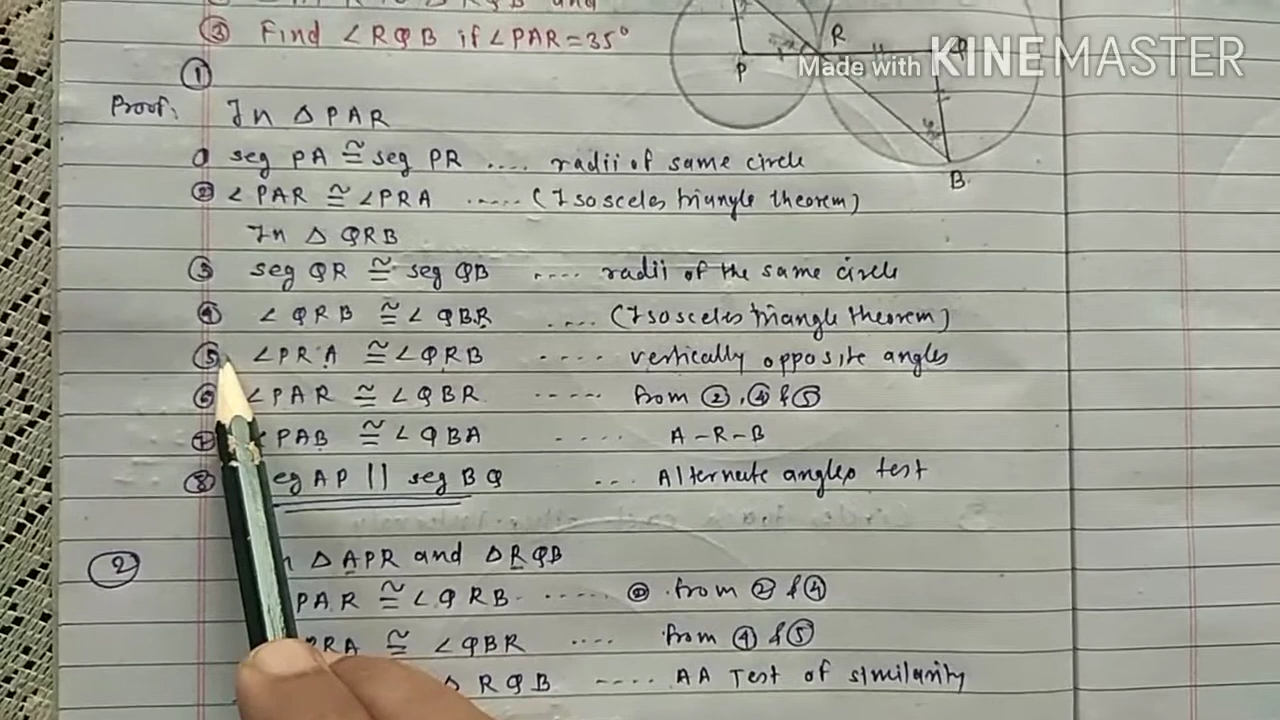 ③ Find ∠RQB if ∠PAR = 35°
R
P
Made with KINEMASTER
B
①
Proof: In △PAR
① seg PA ≅ seg PR .... radii of same circle
② ∠PAR ≅ ∠PRA ..... (Isosceles triangle theorem)
In △QRB
③ seg QR ≅ seg QB .... radii of the same circle
④ ∠QRB ≅ ∠QBR .... (Isosceles triangle theorem)
⑤ ∠PRA ≅ ∠QRB .... vertically opposite angles
⑥ ∠PAR ≅ ∠QBR ..... from ②, ④ & ⑤
⑦ PAB ≅ ∠QBA .... A-R-B
⑧ eg AP || seg BQ ... Alternate angles test
② n △APR and △RQB
PAR ≅ ∠QRB ..... ② from ② & ④
RA ≅ ∠QBR .... from ④ & ⑤
RQB .... AA Test of similarity